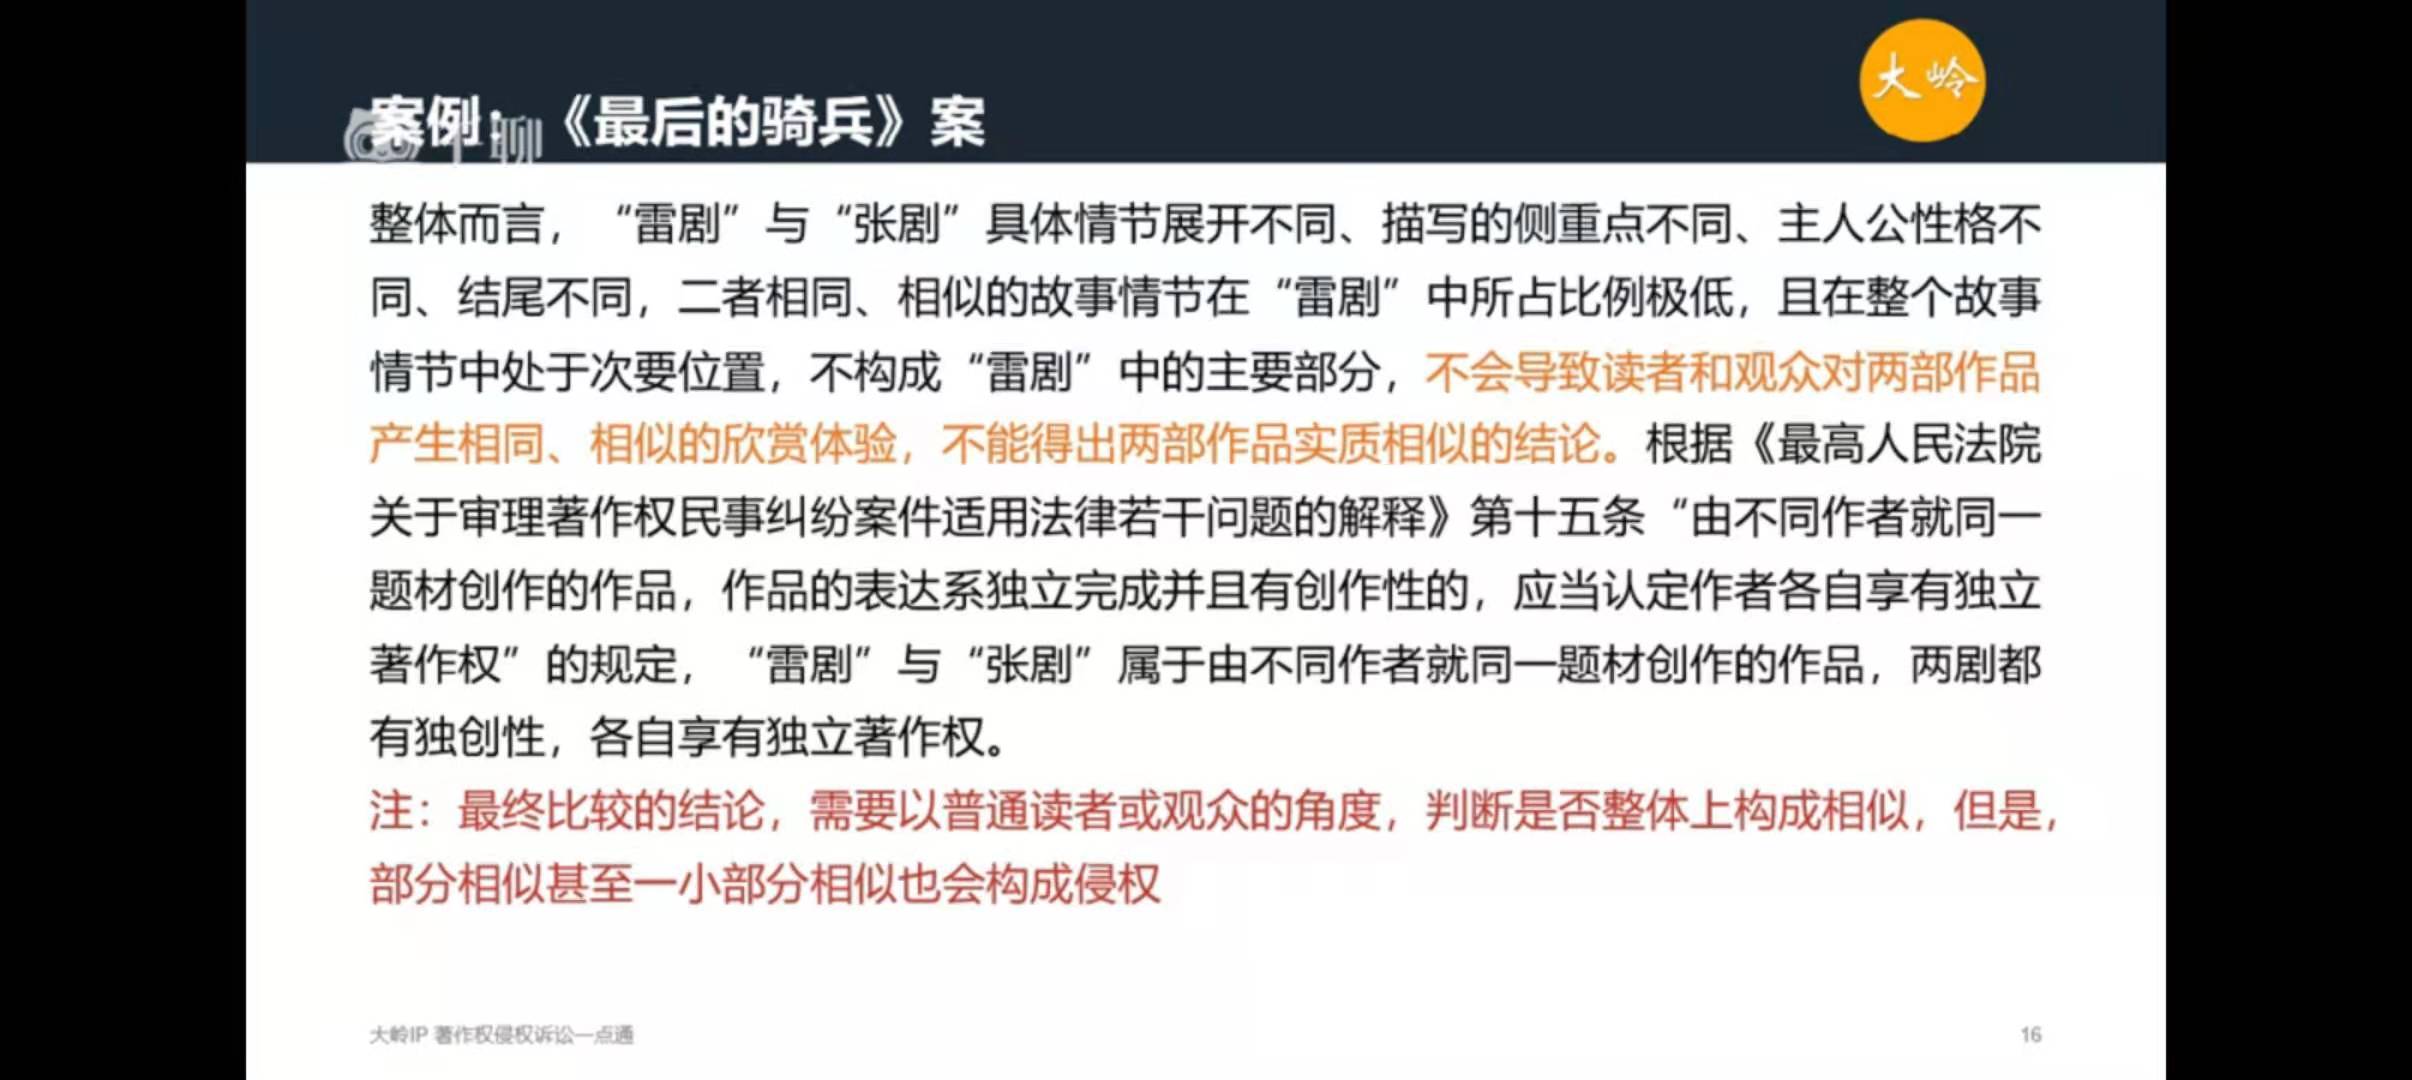 大岭
案例：《最后的骑兵》案
千聊
整体而言，“雷剧”与“张剧”具体情节展开不同、描写的侧重点不同、主人公性格不
同、结尾不同，二者相同、相似的故事情节在“雷剧”中所占比例极低，且在整个故事
情节中处于次要位置，不构成“雷剧”中的主要部分，不会导致读者和观众对两部作品
产生相同、相似的欣赏体验，不能得出两部作品实质相似的结论。根据《最高人民法院
关于审理著作权民事纠纷案件适用法律若干问题的解释》第十五条“由不同作者就同一
题材创作的作品，作品的表达系独立完成并且有创作性的，应当认定作者各自享有独立
著作权”的规定，“雷剧”与“张剧”属于由不同作者就同一题材创作的作品，两剧都
有独创性，各自享有独立著作权。
注：最终比较的结论，需要以普通读者或观众的角度，判断是否整体上构成相似，但是，
部分相似甚至一小部分相似也会构成侵权
大岭IP 著作权侵权诉讼一点通
16